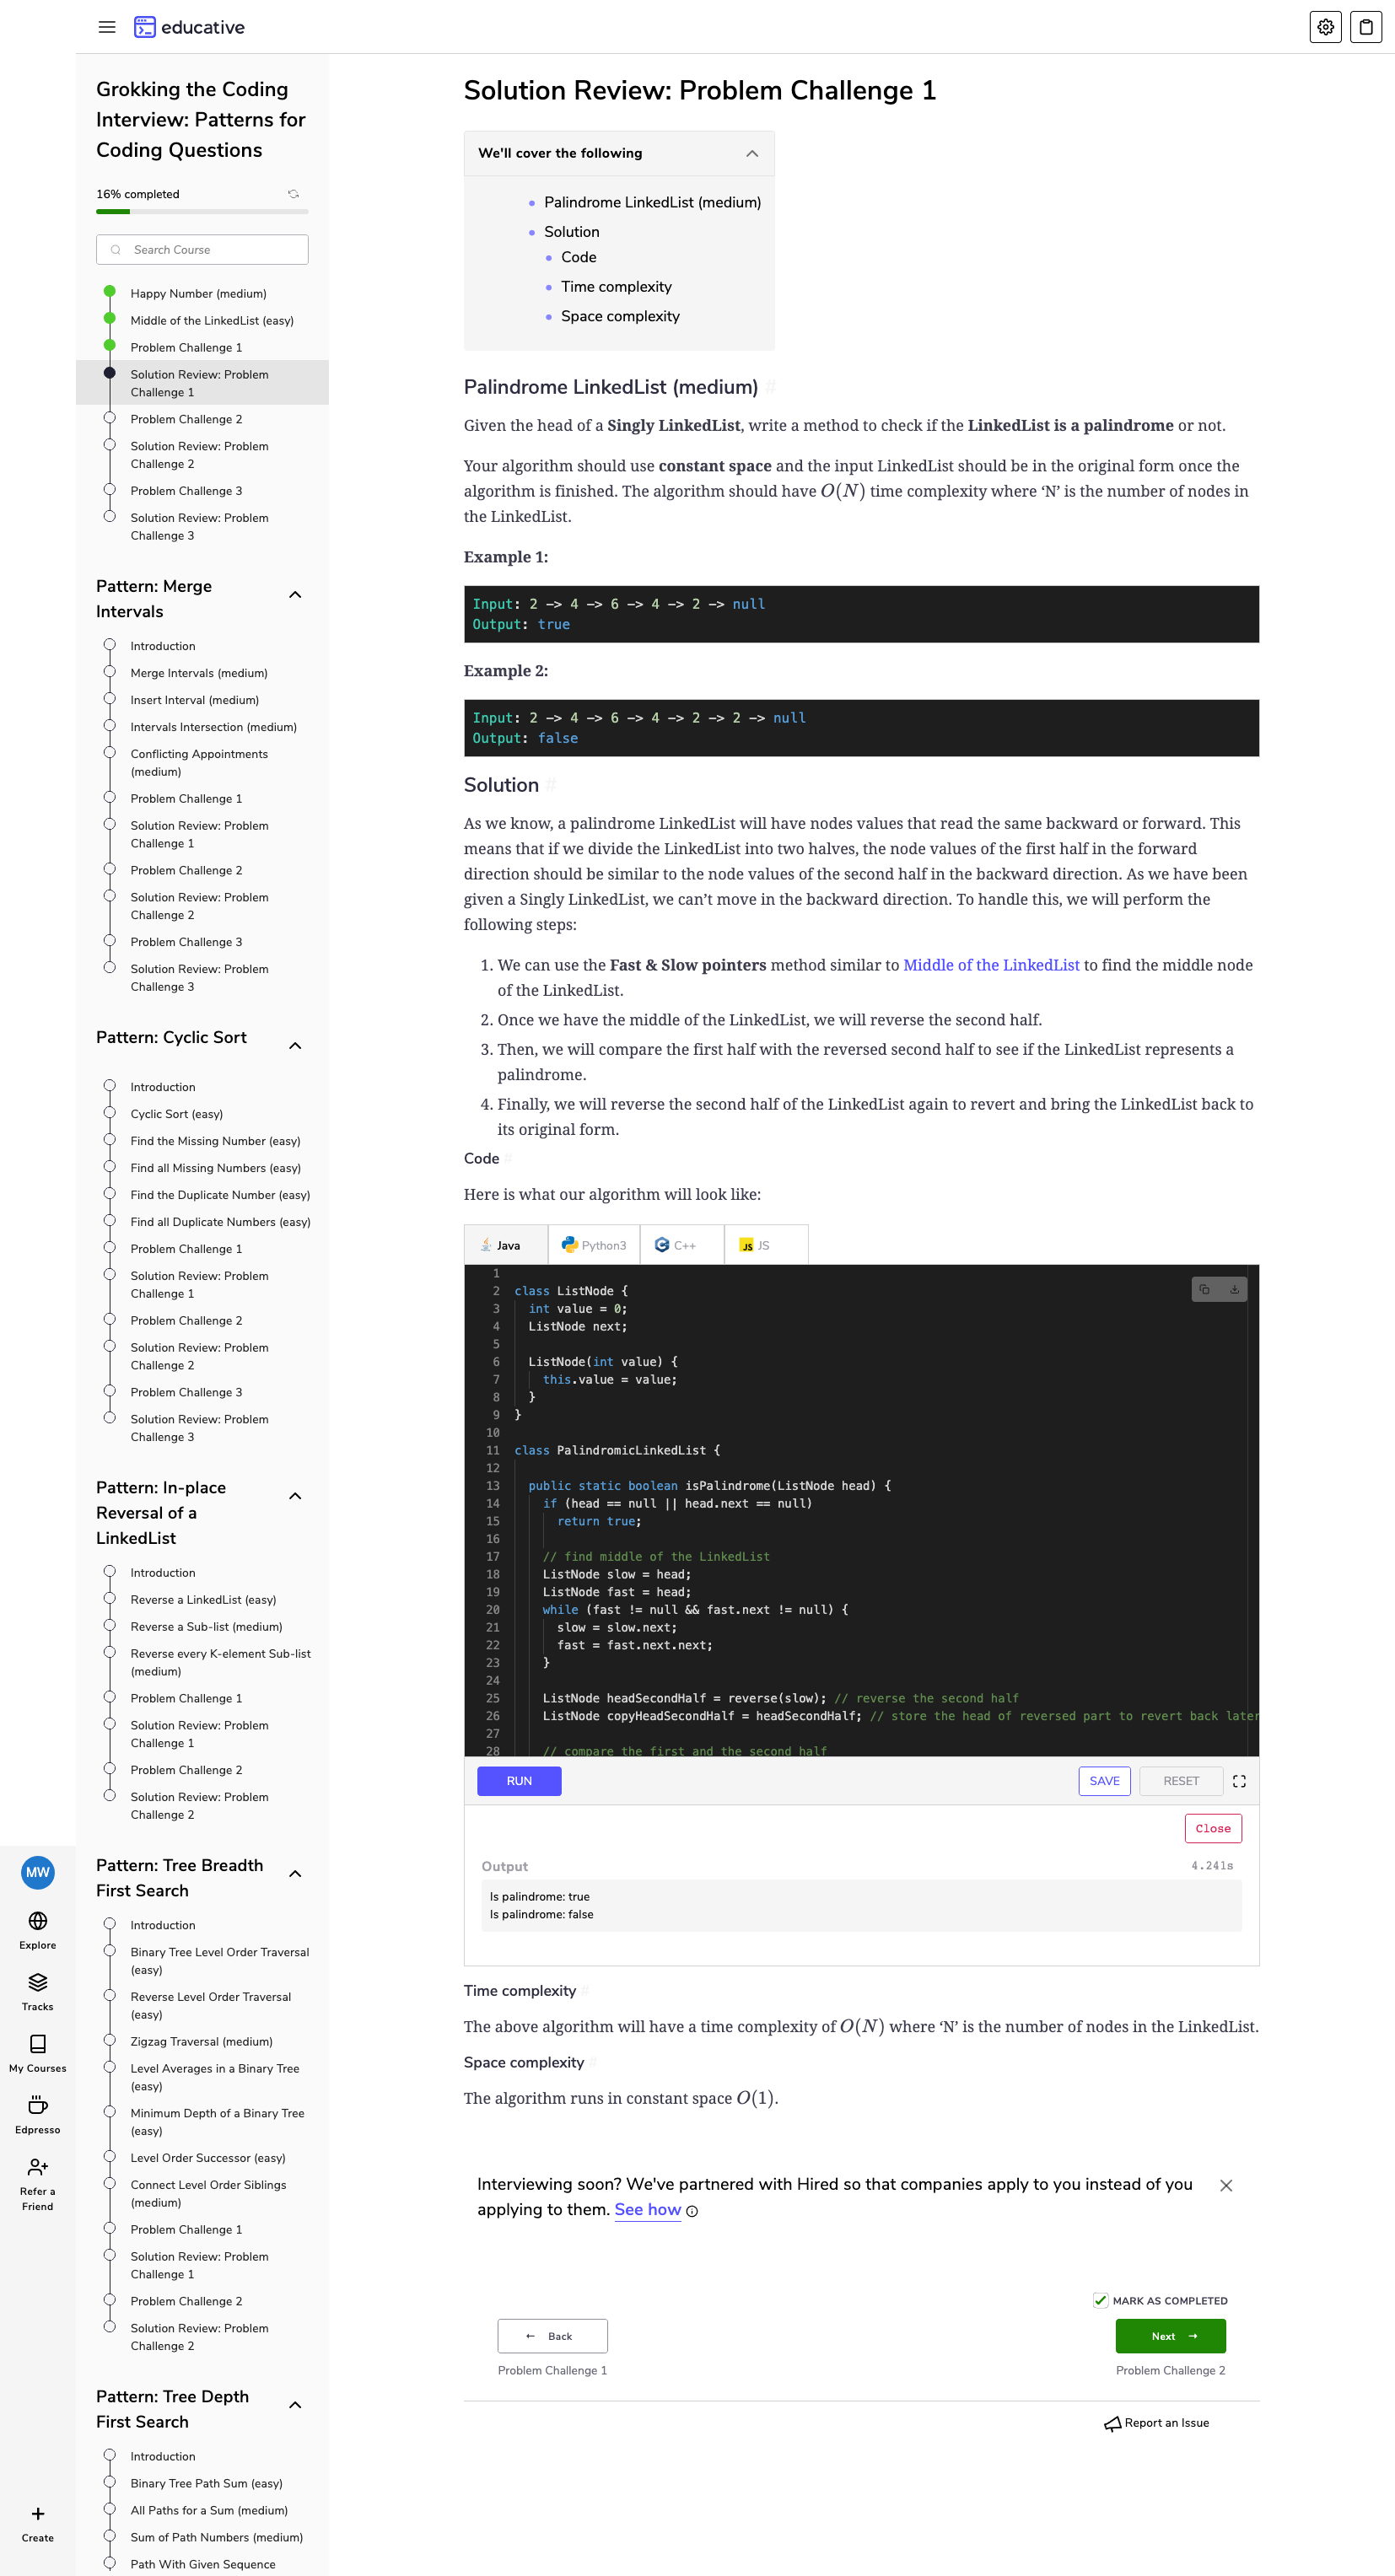 educative
Grokking the Coding
Interview: Patterns for
Coding Questions
16% completed
Search Course
Happy Number (medium)
Middle of the LinkedList (easy)
Problem Challenge 1
Solution Review: Problem
Challenge 1
Problem Challenge 2
Solution Review: Problem
Challenge 2
Problem Challenge 3
Solution Review: Problem
Challenge 3
Pattern: Merge
Intervals
Introduction
Merge Intervals (medium)
Insert Interval (medium)
Intervals Intersection (medium)
Conflicting Appointments
(medium)
Problem Challenge 1
Solution Review: Problem
Challenge 1
Problem Challenge 2
Solution Review: Problem
Challenge 2
Problem Challenge 3
Solution Review: Problem
Challenge 3
Pattern: Cyclic Sort
Introduction
Cyclic Sort (easy)
Find the Missing Number (easy)
Find all Missing Numbers (easy)
Find the Duplicate Number (easy)
Find all Duplicate Numbers (easy)
Problem Challenge 1
Solution Review: Problem
Challenge 1
Problem Challenge 2
Solution Review: Problem
Challenge 2
Problem Challenge 3
Solution Review: Problem
Challenge 3
Pattern: In-place
Reversal of a
LinkedList
Introduction
Reverse a LinkedList (easy)
Reverse a Sub-list (medium)
Reverse every K-element Sub-list
(medium)
Problem Challenge 1
Solution Review: Problem
Challenge 1
Problem Challenge 2
Solution Review: Problem
Challenge 2
Pattern: Tree Breadth
First Search
Introduction
Binary Tree Level Order Traversal
(easy)
Reverse Level Order Traversal
(easy)
Zigzag Traversal (medium)
Level Averages in a Binary Tree
(easy)
Minimum Depth of a Binary Tree
(easy)
Level Order Successor (easy)
Connect Level Order Siblings
(medium)
Problem Challenge 1
Solution Review: Problem
Challenge 1
Problem Challenge 2
Solution Review: Problem
Challenge 2
Pattern: Tree Depth
First Search
Introduction
Binary Tree Path Sum (easy)
All Paths for a Sum (medium)
Sum of Path Numbers (medium)
Path With Given Sequence
MW
Explore
Tracks
My Courses
Edpresso
Refer a
Friend
Create
Solution Review: Problem Challenge 1
We'll cover the following
Palindrome LinkedList (medium)
Solution
Code
Time complexity
Space complexity
Palindrome LinkedList (medium) #
Given the head of a Singly LinkedList, write a method to check if the LinkedList is a palindrome or not.
Your algorithm should use constant space and the input LinkedList should be in the original form once the
algorithm is finished. The algorithm should have O(N) time complexity where ‘N’ is the number of nodes in
the LinkedList.
Example 1:
Input: 2 -> 4 -> 6 -> 4 -> 2 -> null
Output: true
Example 2:
Input: 2 -> 4 -> 6 -> 4 -> 2 -> 2 -> null
Output: false
Solution #
As we know, a palindrome LinkedList will have nodes values that read the same backward or forward. This
means that if we divide the LinkedList into two halves, the node values of the first half in the forward
direction should be similar to the node values of the second half in the backward direction. As we have been
given a Singly LinkedList, we can’t move in the backward direction. To handle this, we will perform the
following steps:
1. We can use the Fast & Slow pointers method similar to Middle of the LinkedList to find the middle node
of the LinkedList.
2. Once we have the middle of the LinkedList, we will reverse the second half.
3. Then, we will compare the first half with the reversed second half to see if the LinkedList represents a
palindrome.
4. Finally, we will reverse the second half of the LinkedList again to revert and bring the LinkedList back to
its original form.
Code #
Here is what our algorithm will look like:
Java Python3 C++ JS JS
1
2 class ListNode {
3 int value = 0;
4 ListNode next;
5
6 ListNode(int value) {
7 this.value = value;
8 }
9 }
10
11 class PalindromicLinkedList {
12
13 public static boolean isPalindrome(ListNode head) {
14 if (head == null || head.next == null)
15 return true;
16
17 // find middle of the LinkedList
18 ListNode slow = head;
19 ListNode fast = head;
20 while (fast != null && fast.next != null) {
21 slow = slow.next;
22 fast = fast.next.next;
23 }
24
25 ListNode headSecondHalf = reverse(slow); // reverse the second half
26 ListNode copyHeadSecondHalf = headSecondHalf; // store the head of reversed part to revert back later
27
28 // compare the first and the second half
RUN SAVE RESET
Close
Output 4.241s
Is palindrome: true
Is palindrome: false
Time complexity #
The above algorithm will have a time complexity of O(N) where ‘N’ is the number of nodes in the LinkedList.
Space complexity #
The algorithm runs in constant space O(1).
Interviewing soon? We've partnered with Hired so that companies apply to you instead of you
applying to them. See how
MARK AS COMPLETED
← Back
Next →
Problem Challenge 1
Problem Challenge 2
Report an Issue